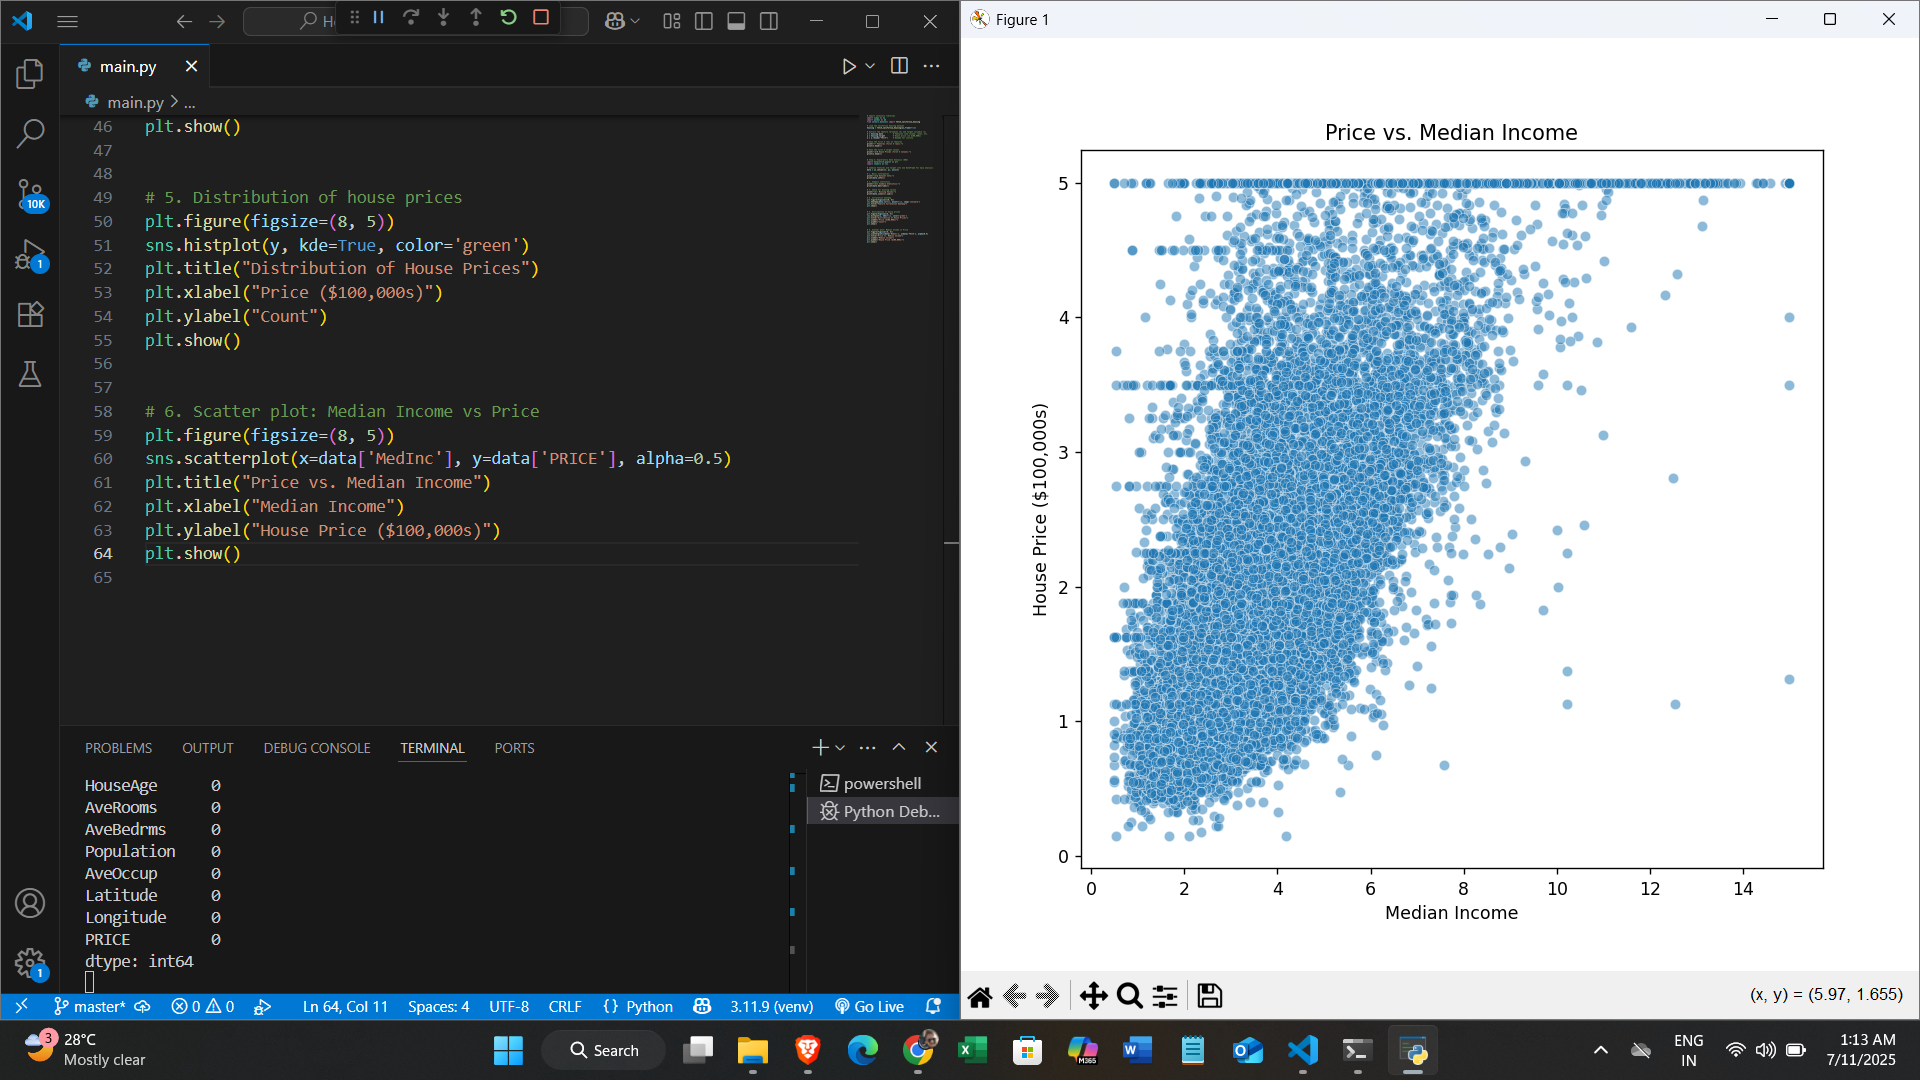 Figure 1
main.py
main.py > ...
46 plt.show()
47
48
49 # 5. Distribution of house prices
50 plt.figure(figsize=(8, 5))
51 sns.histplot(y, kde=True, color='green')
52 plt.title("Distribution of House Prices")
53 plt.xlabel("Price ($100,000s)")
54 plt.ylabel("Count")
55 plt.show()
56
57
58 # 6. Scatter plot: Median Income vs Price
59 plt.figure(figsize=(8, 5))
60 sns.scatterplot(x=data['MedInc'], y=data['PRICE'], alpha=0.5)
61 plt.title("Price vs. Median Income")
62 plt.xlabel("Median Income")
63 plt.ylabel("House Price ($100,000s)")
64 plt.show()
65
10K
1
1
PROBLEMS OUTPUT DEBUG CONSOLE TERMINAL PORTS
HouseAge 0
AveRooms 0
AveBedrms 0
Population 0
AveOccup 0
Latitude 0
Longitude 0
PRICE 0
dtype: int64
powershell
Python Deb...
master* 0 0 Ln 64, Col 11 Spaces: 4 UTF-8 CRLF {} Python 3.11.9 (venv) Go Live
Price vs. Median Income
House Price ($100,000s)
5
4
3
2
1
0
0 2 4 6 8 10 12 14
Median Income
(x, y) = (5.97, 1.655)
3
28°C
Mostly clear
Search
M365
ENG
IN
1:13 AM
7/11/2025